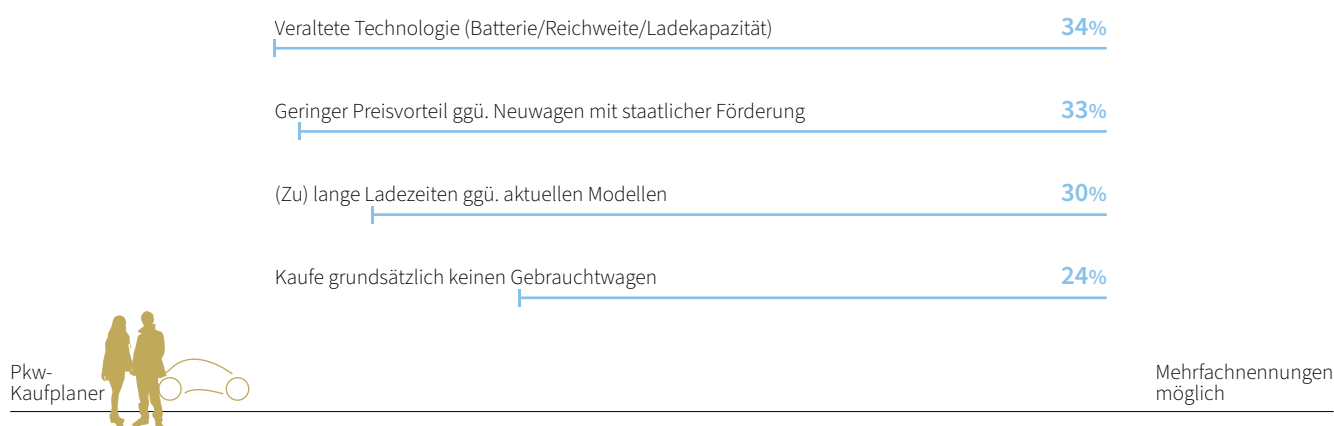 Veraltete Technologie (Batterie/Reichweite/Ladekapazität) 34%
Geringer Preisvorteil ggü. Neuwagen mit staatlicher Förderung 33%
(Zu) lange Ladezeiten ggü. aktuellen Modellen 30%
Kaufe grundsätzlich keinen Gebrauchtwagen 24%
Pkw-
Kaufplaner
Mehrfachnennungen
möglich